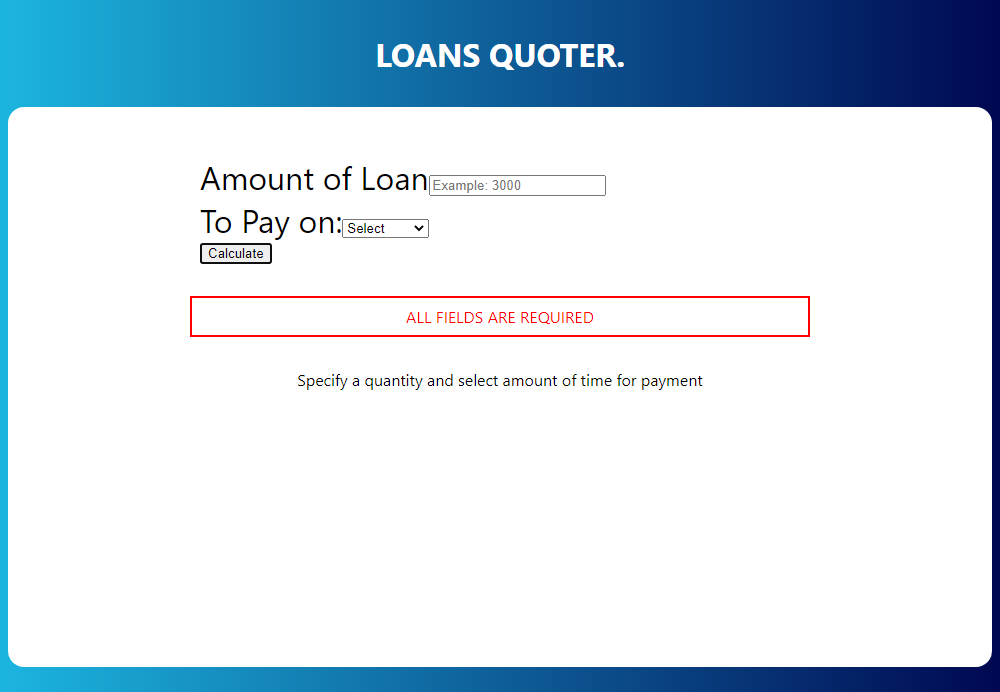 LOANS QUOTER.
Amount of Loan Example: 3000
To Pay on: Select
Calculate
ALL FIELDS ARE REQUIRED
Specify a quantity and select amount of time for payment